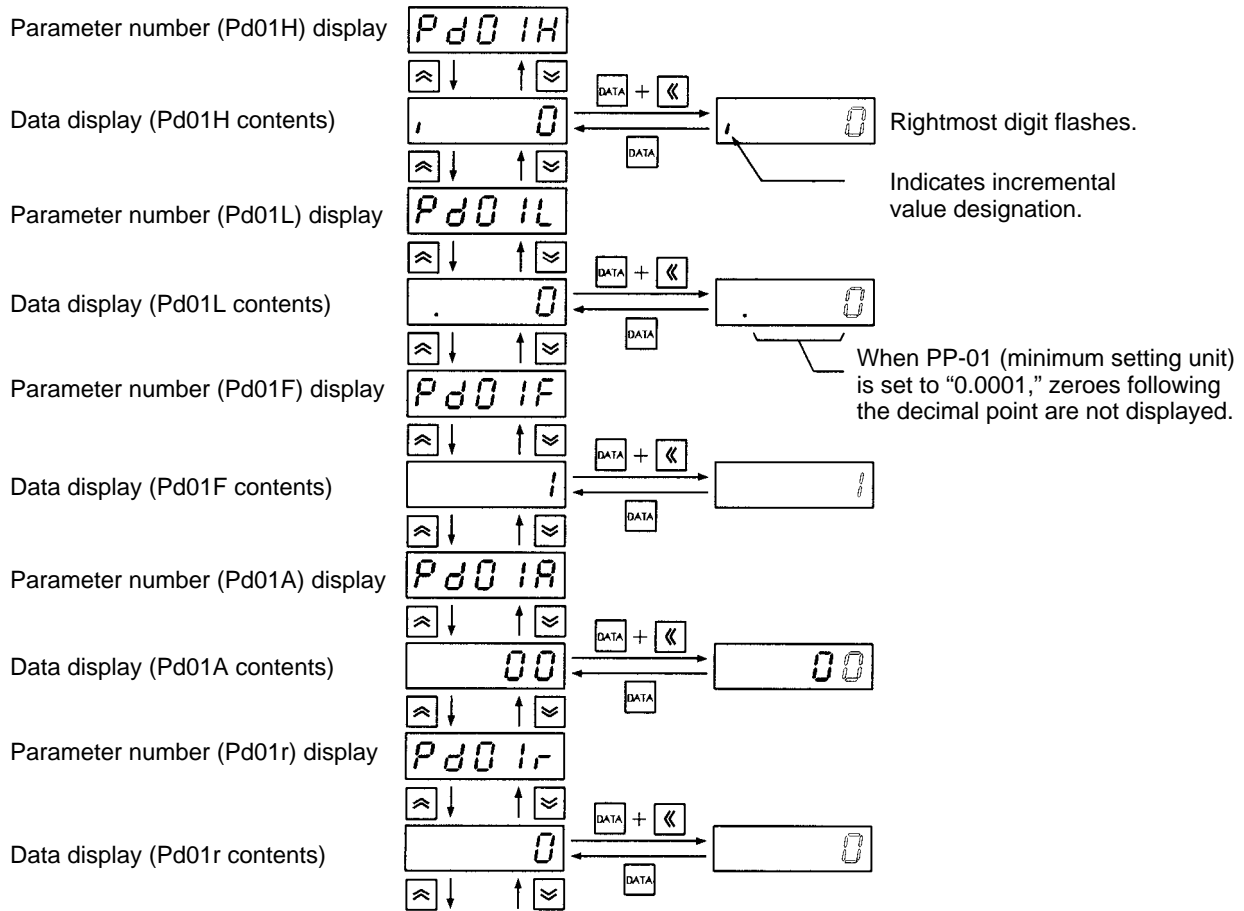 Parameter number (Pd01H) display
Pd01H
DATA +
Data display (Pd01H contents)
0
0
Rightmost digit flashes.
DATA
Indicates incremental
value designation.
Parameter number (Pd01L) display
Pd01L
DATA +
Data display (Pd01L contents)
. 0
. 0
DATA
When PP-01 (minimum setting unit)
is set to “0.0001,” zeroes following
the decimal point are not displayed.
Parameter number (Pd01F) display
Pd01F
DATA +
Data display (Pd01F contents)
1
1
DATA
Parameter number (Pd01A) display
Pd01A
DATA +
Data display (Pd01A contents)
00
00
DATA
Parameter number (Pd01r) display
Pd01r
DATA +
Data display (Pd01r contents)
0
0
DATA